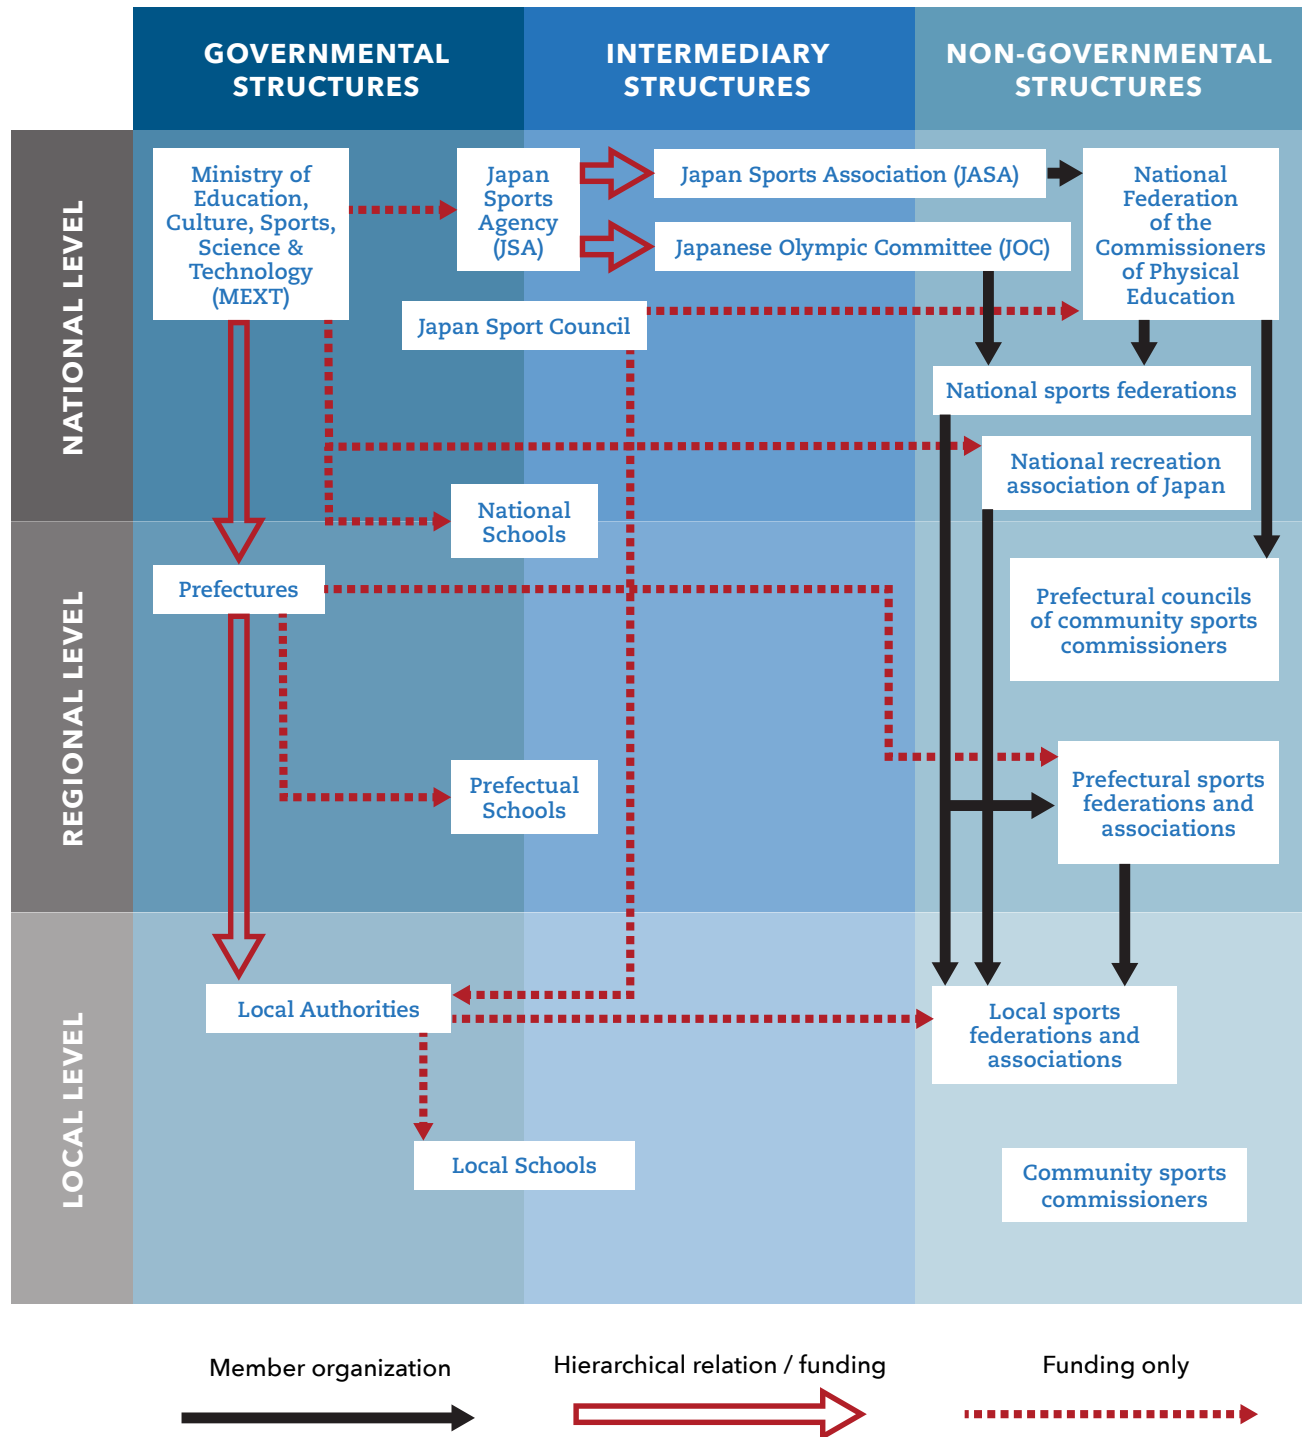 GOVERNMENTAL
STRUCTURES
INTERMEDIARY
STRUCTURES
NON-GOVERNMENTAL
STRUCTURES
NATIONAL LEVEL
Ministry of
Education,
Culture, Sports,
Science &
Technology
(MEXT)
Japan
Sports
Agency
(JSA)
Japan Sports Association (JASA)
Japanese Olympic Committee (JOC)
National
Federation
of the
Commissioners
of Physical
Education
Japan Sport Council
National sports federations
National recreation
association of Japan
National
Schools
REGIONAL LEVEL
Prefectures
Prefectural councils
of community sports
commissioners
Prefectual
Schools
Prefectural sports
federations and
associations
LOCAL LEVEL
Local Authorities
Local sports
federations and
associations
Local Schools
Community sports
commissioners
Member organization
Hierarchical relation / funding
Funding only